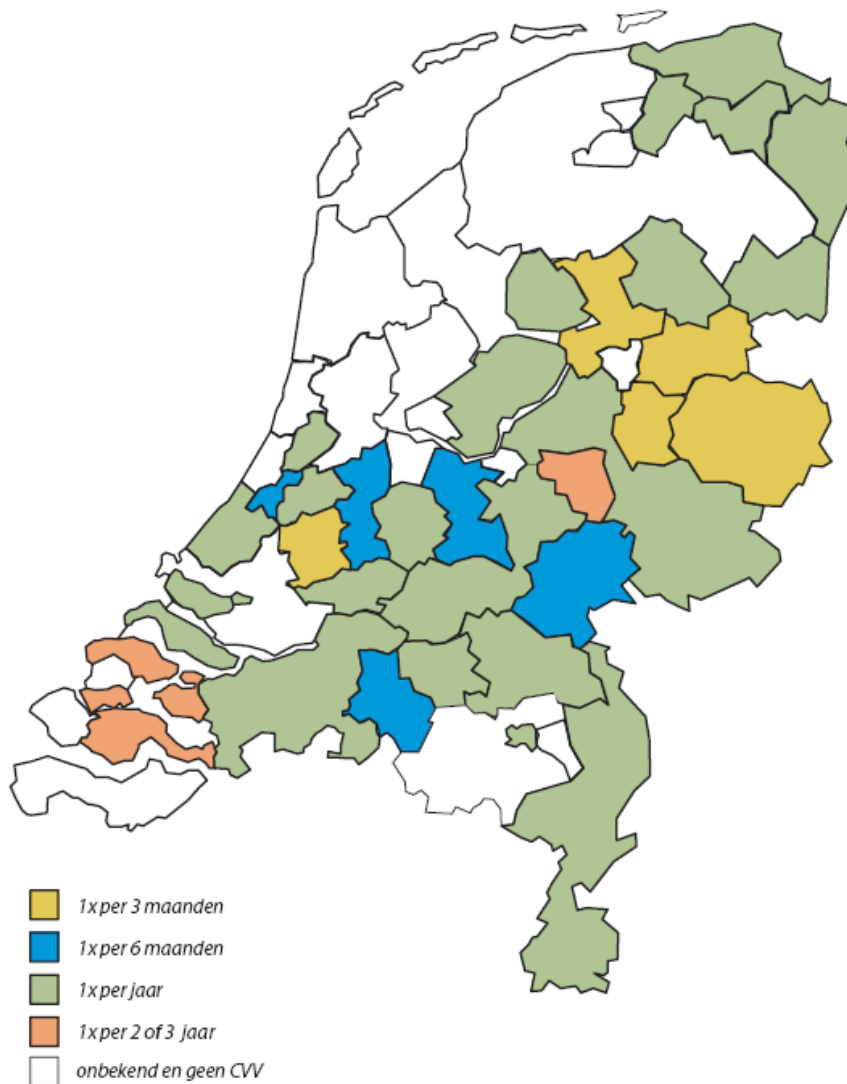 1x per 3 maanden
1x per 6 maanden
1x per jaar
1x per 2 of 3 jaar
onbekend en geen CVV